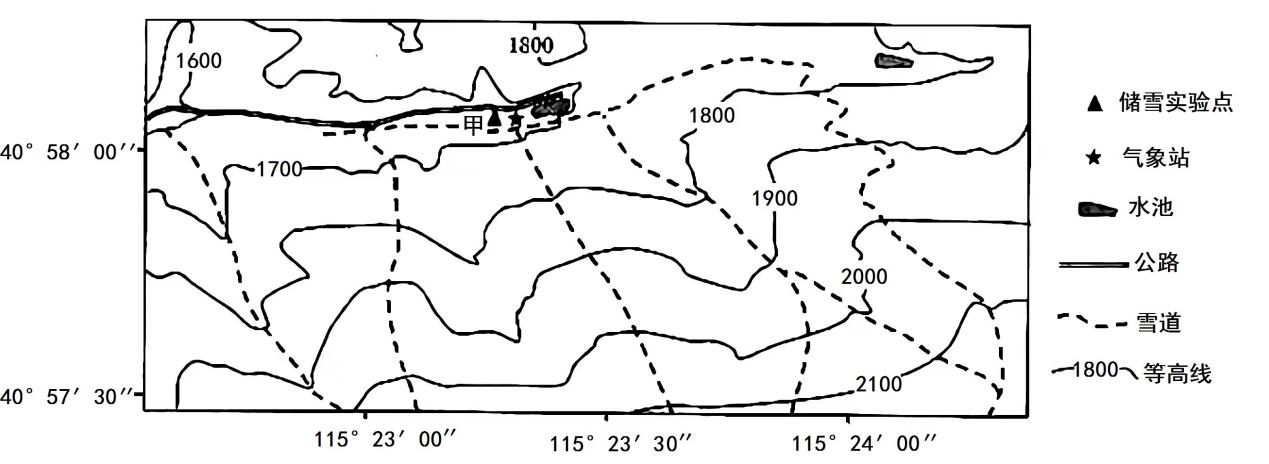 1600
1800
甲
40° 58′ 00″
1700
1800
1900
2000
2100
40° 57′ 30″
115° 23′ 00″
115° 23′ 30″
115° 24′ 00″
储雪实验点
气象站
水池
公路
雪道
1800 等高线